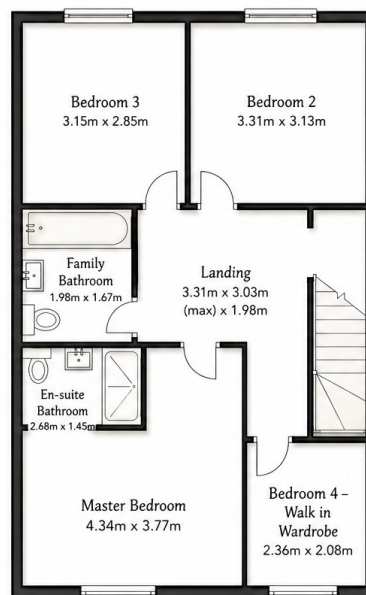 Bedroom 3
3.15m x 2.85m
Bedroom 2
3.31m x 3.13m
Family
Bathroom
1.98m x 1.67m
Landing
3.31m x 3.03m
(max) x 1.98m
En-suite
Bathroom
2.68m x 1.45m
Master Bedroom
4.34m x 3.77m
Bedroom 4 –
Walk in
Wardrobe
2.36m x 2.08m